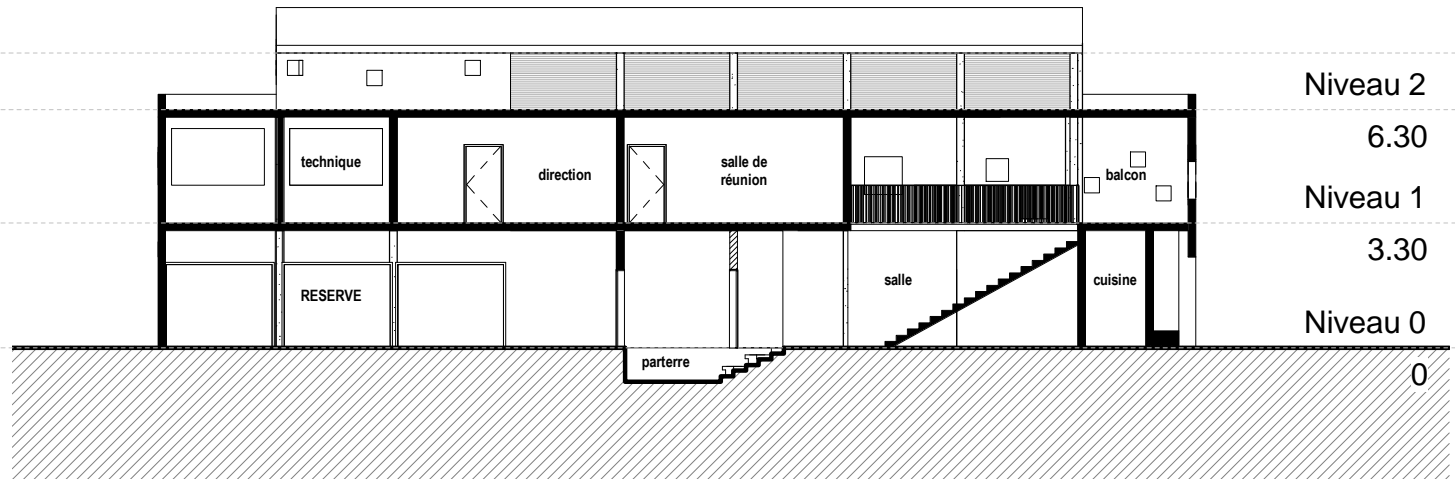 Niveau 2
6.30
technique
direction
salle de
réunion
balcon
Niveau 1
3.30
RESERVE
salle
cuisine
Niveau 0
parterre
0